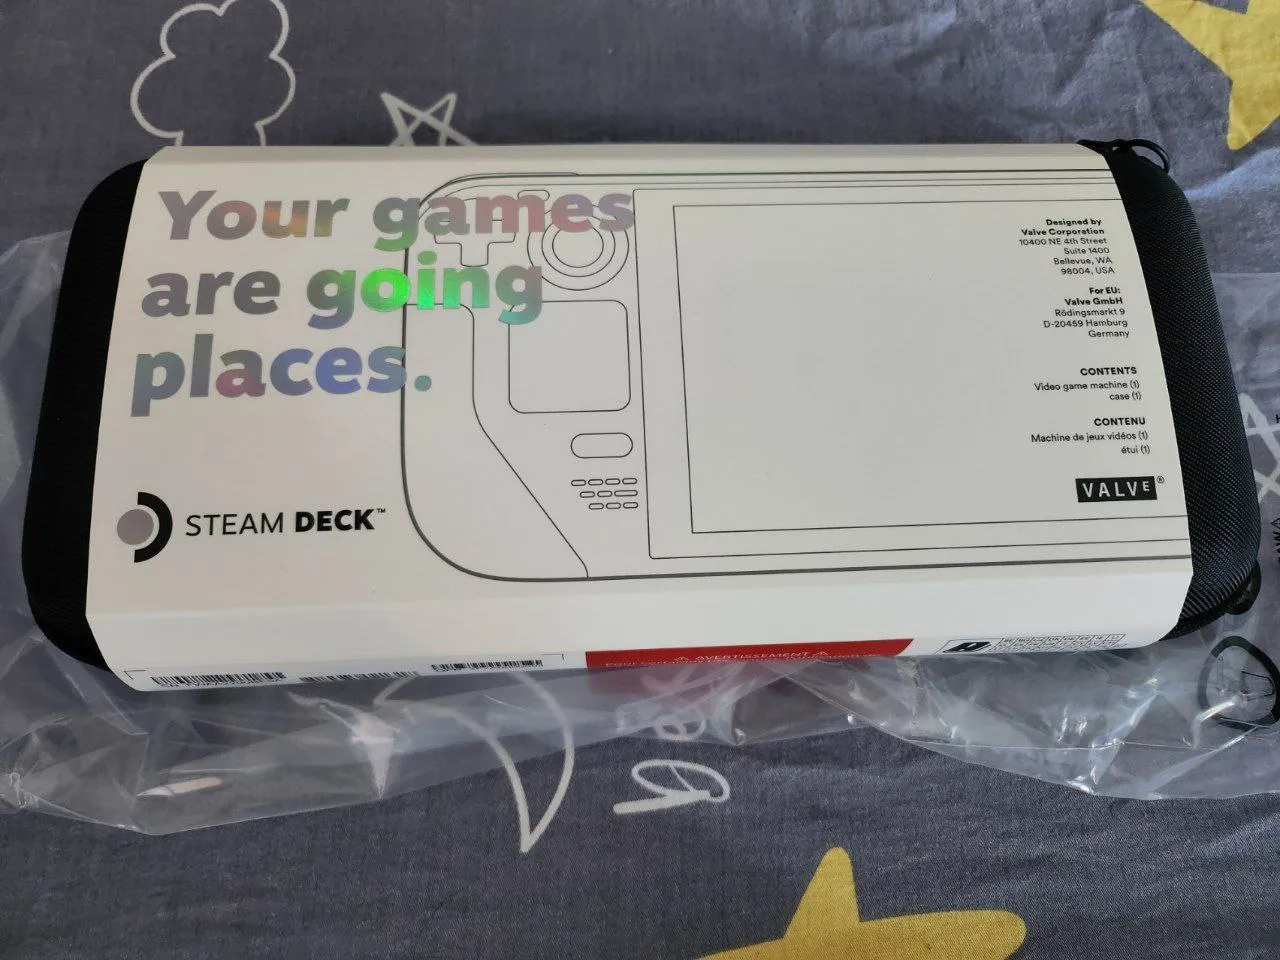 Your games
are going
places.
STEAM DECK™
Designed by
Valve Corporation
10400 NE 4th Street
Suite 1400
Bellevue, WA
98004, USA
For EU:
Valve GmbH
Rödingsmarkt 9
D-20459 Hamburg
Germany
CONTENTS
Video game machine (1)
case (1)
CONTENU
Machine de jeux vidéos (1)
étui (1)
VALVE®
AVERTISSEMENT